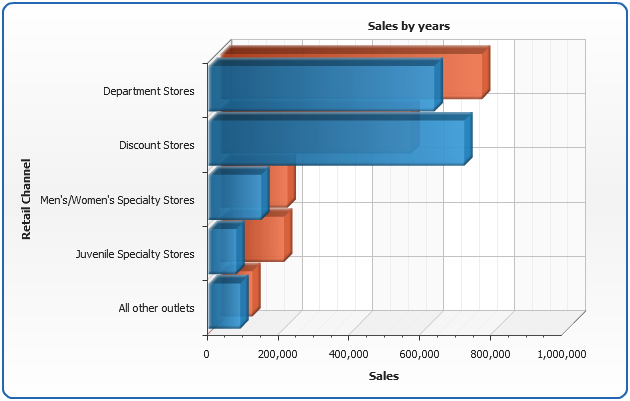 Sales by years
Retail Channel
Department Stores
Discount Stores
Men's/Women's Specialty Stores
Juvenile Specialty Stores
All other outlets
0 200,000 400,000 600,000 800,000 1,000,000
Sales